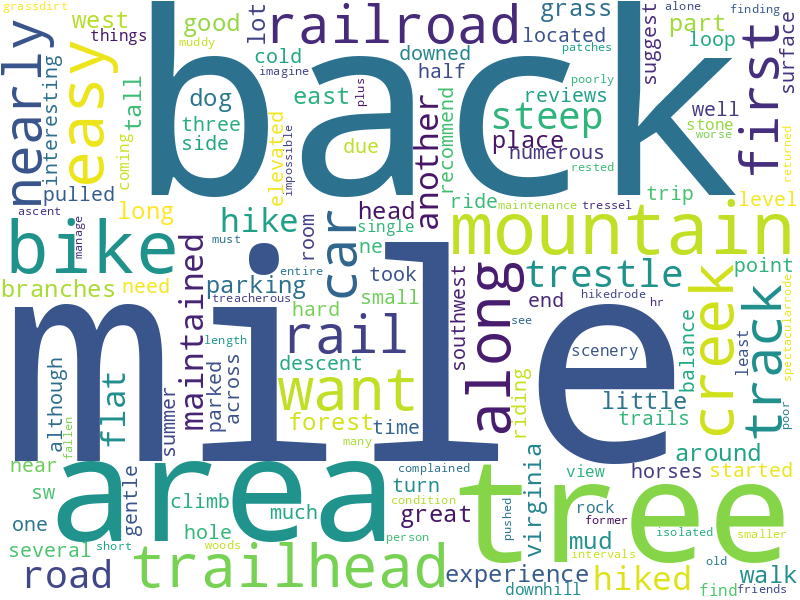 grassdirt
west
things
good
muddy
lot
railroad
grass
located
suggest
part
alone
finding
loop
surface
nearly
easy
interesting
tall
cold
imagine
plus
downed
half
back
patches
poorly
first
dog
three
side
east
elevated
impossible
due
another
recommend
steep
reviews
place
numerous
well
stone
worse
rested
returned
coming
pulled
ascent
long
manage
hike
must
room
head
single
ride
maintenance
tressel
trip
level
bike
maintained
car
ne
mountain
branches
need
parking
treacherous
entire
took
small
southwest
trestle
hikedrode
hr
point
creek
track
spectacularrode
mile
hard
rail
along
end
see
balance
least
poor
although
flat
summer
parked
across
length
descent
want
scenery
little
forest
time
riding
trails
fallen
many
around
near
sw
gentle
climb
area
complained
condition
turn
tree
virginia
view
horses
started
one
hole
much
great
person
pushed
rock
former
isolated
smaller
several
short
woods
mud
intervals
old
road
trailhead
experience
downhill
hiked
find
friends
walk